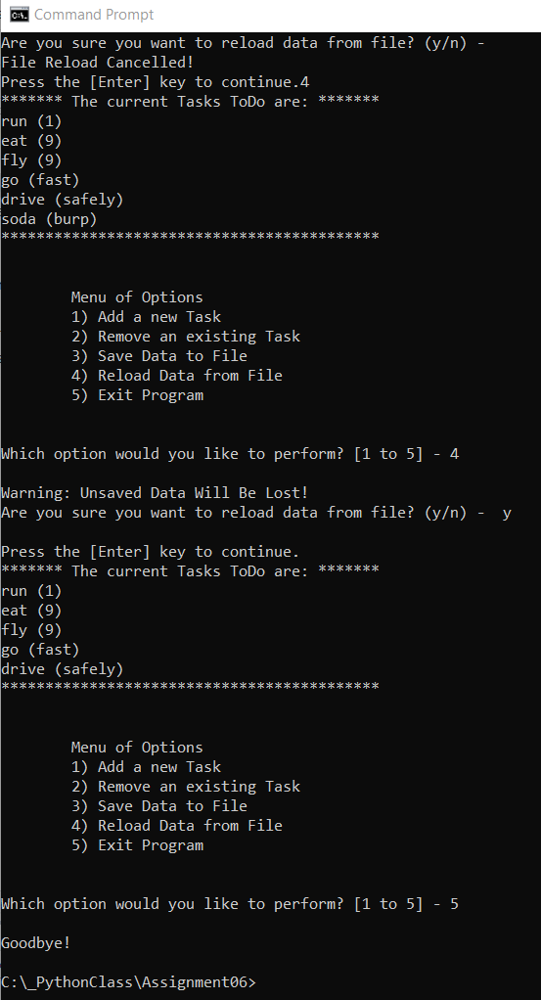 Command Prompt
Are you sure you want to reload data from file? (y/n) -
File Reload Cancelled!
Press the [Enter] key to continue.4
******* The current Tasks ToDo are: *******
run (1)
eat (9)
fly (9)
go (fast)
drive (safely)
soda (burp)
*******************************************
Menu of Options
1) Add a new Task
2) Remove an existing Task
3) Save Data to File
4) Reload Data from File
5) Exit Program
Which option would you like to perform? [1 to 5] - 4
Warning: Unsaved Data Will Be Lost!
Are you sure you want to reload data from file? (y/n) -  y
Press the [Enter] key to continue.
******* The current Tasks ToDo are: *******
run (1)
eat (9)
fly (9)
go (fast)
drive (safely)
*******************************************
Menu of Options
1) Add a new Task
2) Remove an existing Task
3) Save Data to File
4) Reload Data from File
5) Exit Program
Which option would you like to perform? [1 to 5] - 5
Goodbye!
C:\_PythonClass\Assignment06>